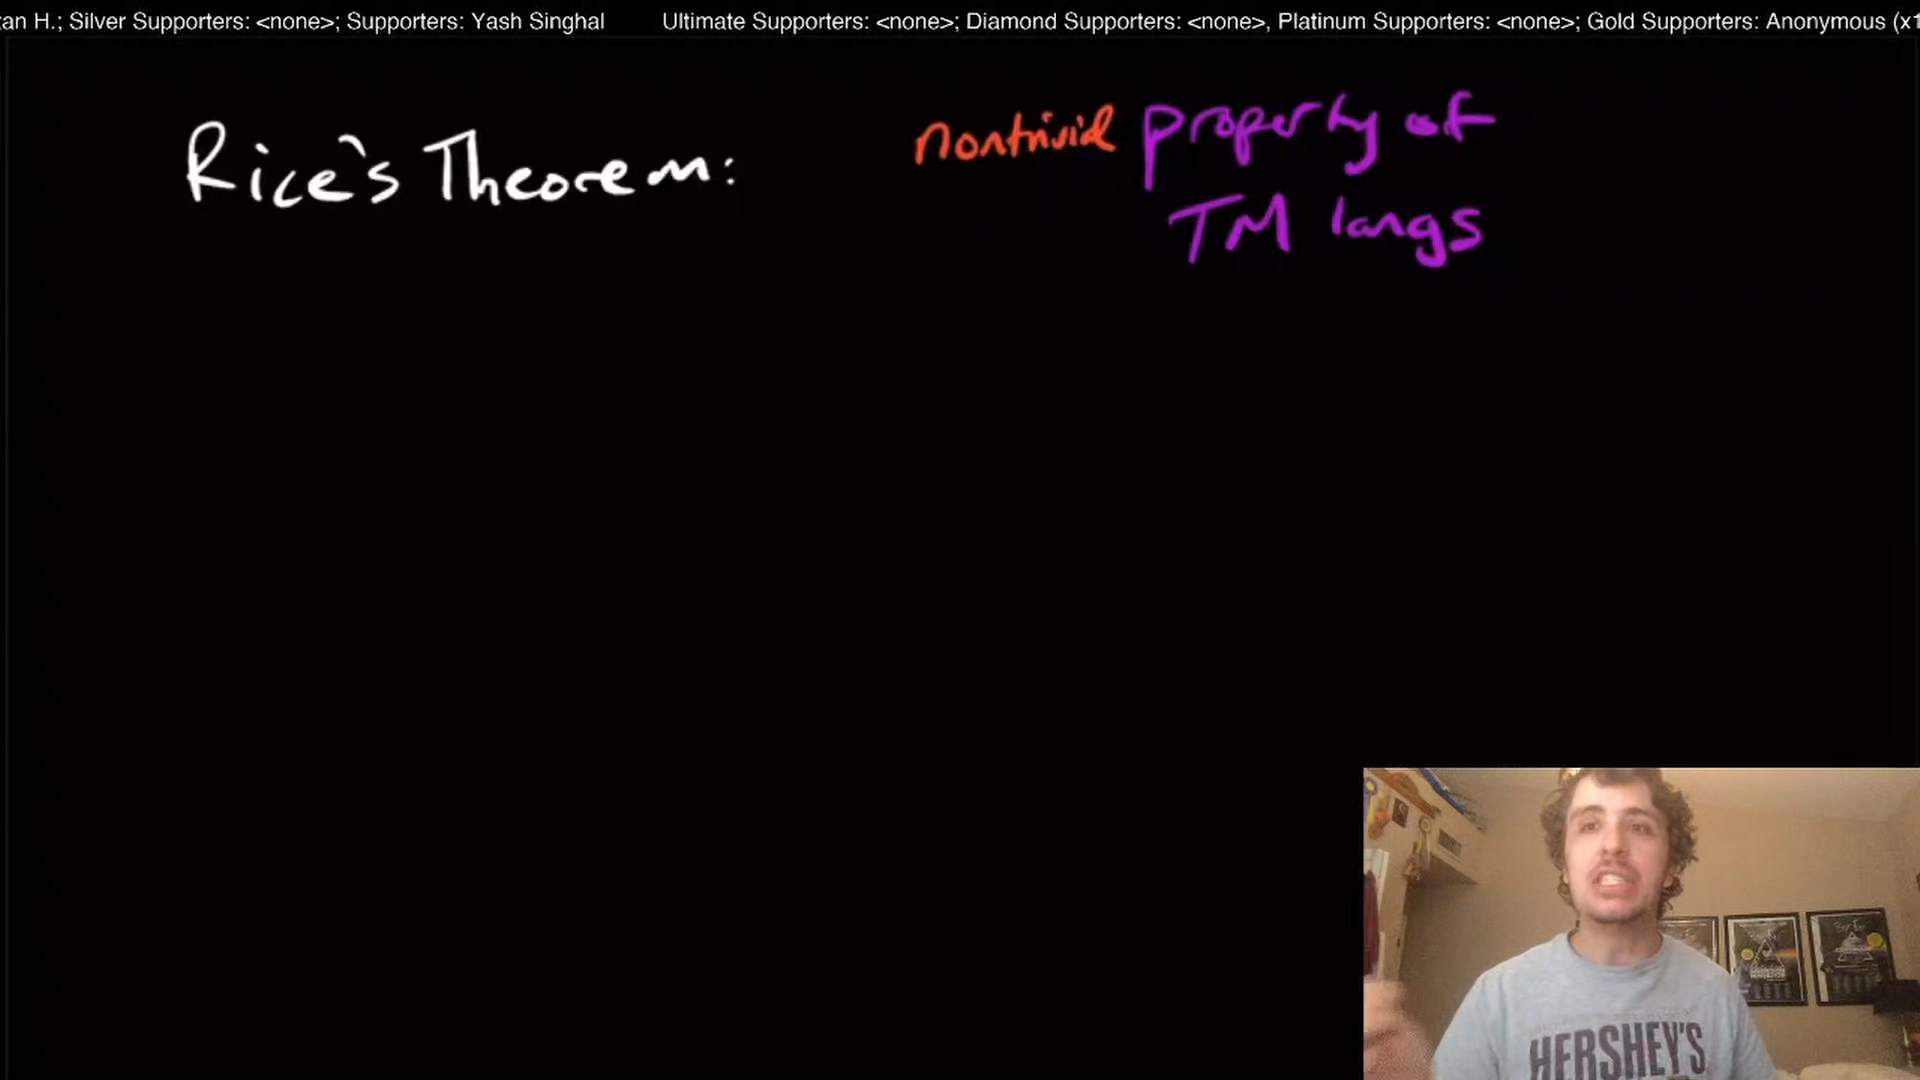 an H.; Silver Supporters: <none>; Supporters: Yash Singhal Ultimate Supporters: <none>; Diamond Supporters: <none>, Platinum Supporters: <none>; Gold Supporters: Anonymous (x1
Rice's Theorem:
nontrivial property of
TM langs
HERSHEY'S